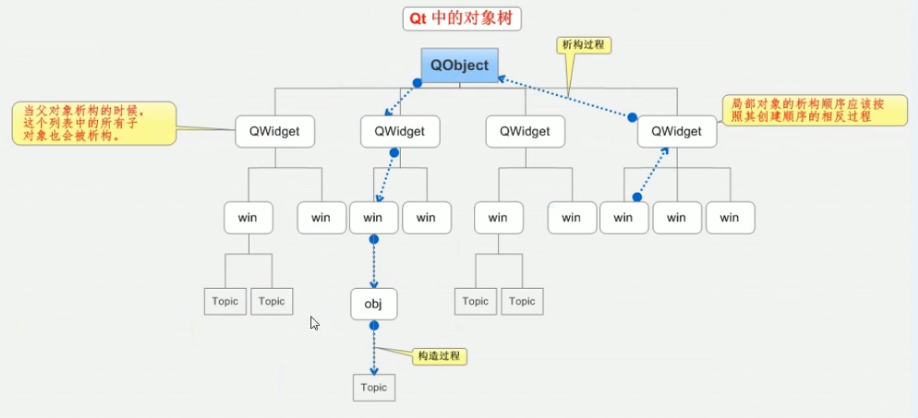 Qt 中的对象树
析构过程
QObject
当父对象析构的时候，
这个列表中的所有子
对象也会被析构。
局部对象的析构顺序应该按
照其创建顺序的相反过程
QWidget
QWidget
QWidget
QWidget
win
win
win
win
win
win
win
win
win
Topic
Topic
obj
Topic
Topic
构造过程
Topic